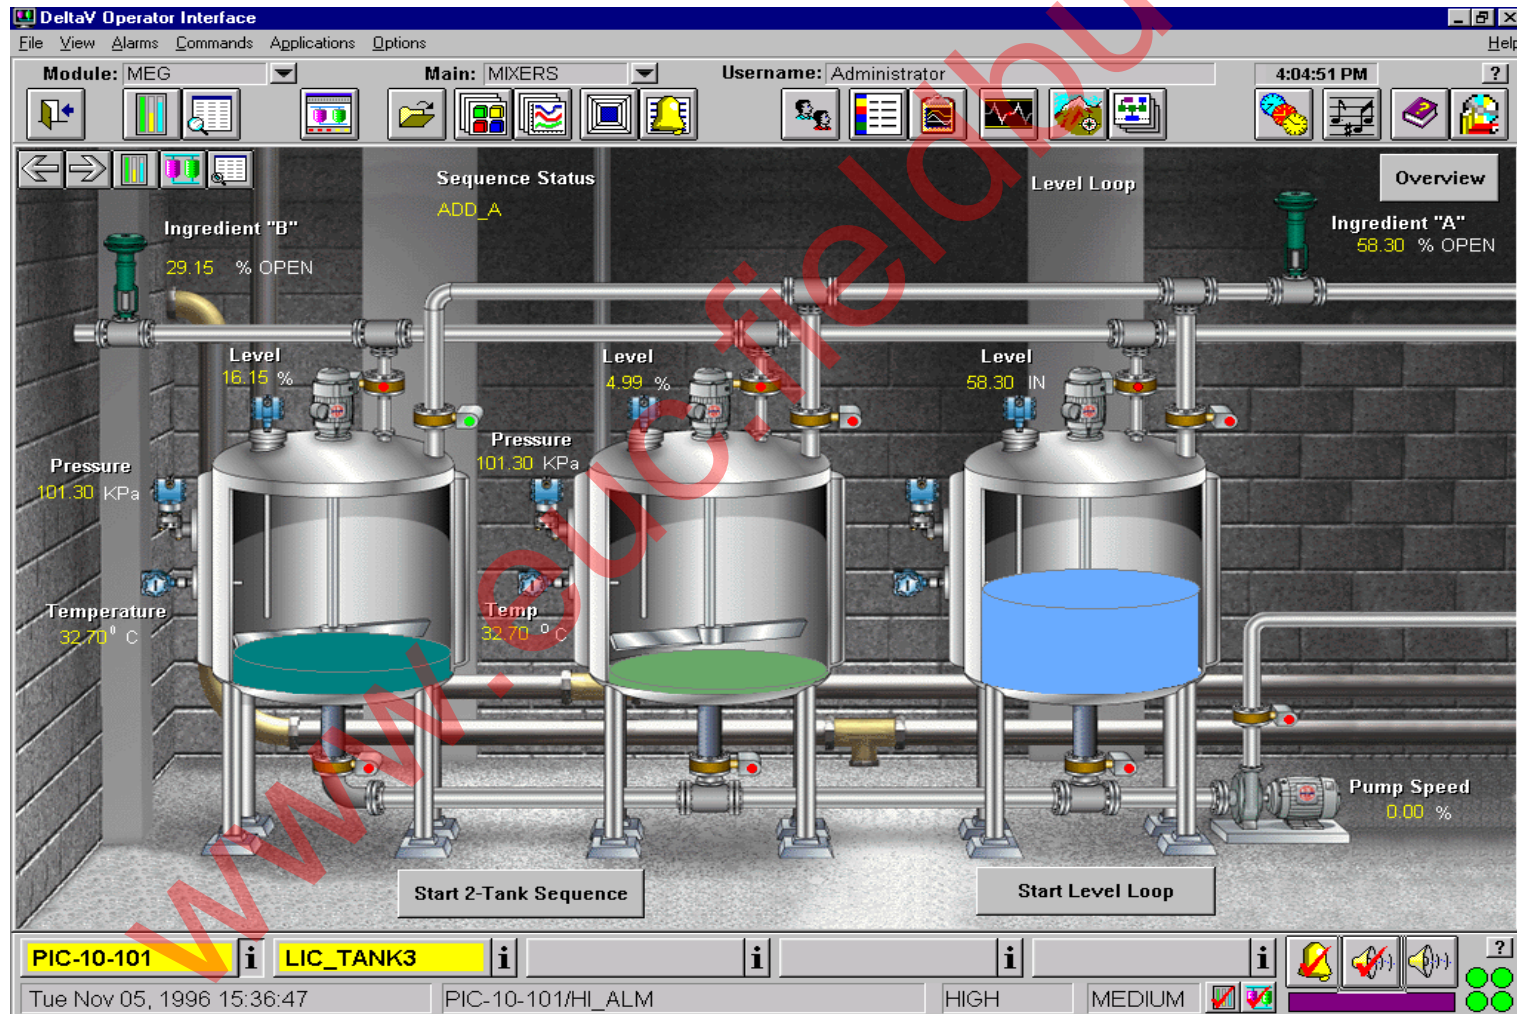 DeltaV Operator Interface
File View Alarms Commands Applications Options Help
Module: MEG Main: MIXERS Username: Administrator 4:04:51 PM ?
Sequence Status
ADD_A
Level Loop
Overview
Ingredient "B"
29.15 % OPEN
Ingredient "A"
58.30 % OPEN
Level
16.15 %
Level
4.99 %
Level
58.30 IN
Pressure
101.30 KPa
Pressure
101.30 KPa
Temperature
32.70 0 C
Temp
32.70 0 C
Pump Speed
0.00 %
Start 2-Tank Sequence
Start Level Loop
PIC-10-101 i LIC_TANK3 i i i i ?
Tue Nov 05, 1996 15:36:47 PIC-10-101/HI_ALM HIGH MEDIUM